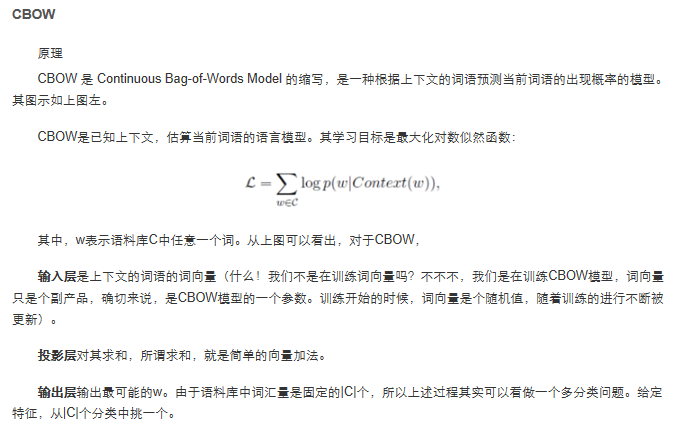 CBOW
原理
CBOW 是 Continuous Bag-of-Words Model 的缩写，是一种根据上下文的词语预测当前词语的出现概率的模型。
其图示如上图左。
CBOW是已知上下文，估算当前词语的语言模型。其学习目标是最大化对数似然函数：
ℒ = ∑_{w∈𝒞} log p(w|Context(w)),
其中，w表示语料库C中任意一个词。从上图可以看出，对于CBOW，
输入层是上下文的词语的词向量（什么！我们不是在训练词向量吗？不不不，我们是在训练CBOW模型，词向量
只是个副产品，确切来说，是CBOW模型的一个参数。训练开始的时候，词向量是个随机值，随着训练的进行不断被
更新）。
投影层对其求和，所谓求和，就是简单的向量加法。
输出层输出最可能的w。由于语料库中词汇量是固定的|C|个，所以上述过程其实可以看做一个多分类问题。给定
特征，从|C|个分类中挑一个。